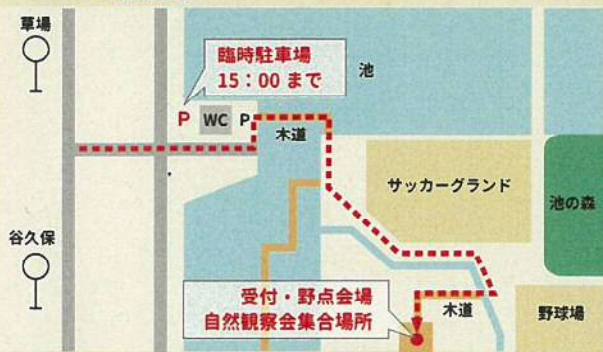 草場
臨時駐車場
15：00 まで
池
P
WC
P
木道
サッカーグランド
池の森
谷久保
受付・野点会場
自然観察会集合場所
木道
野球場